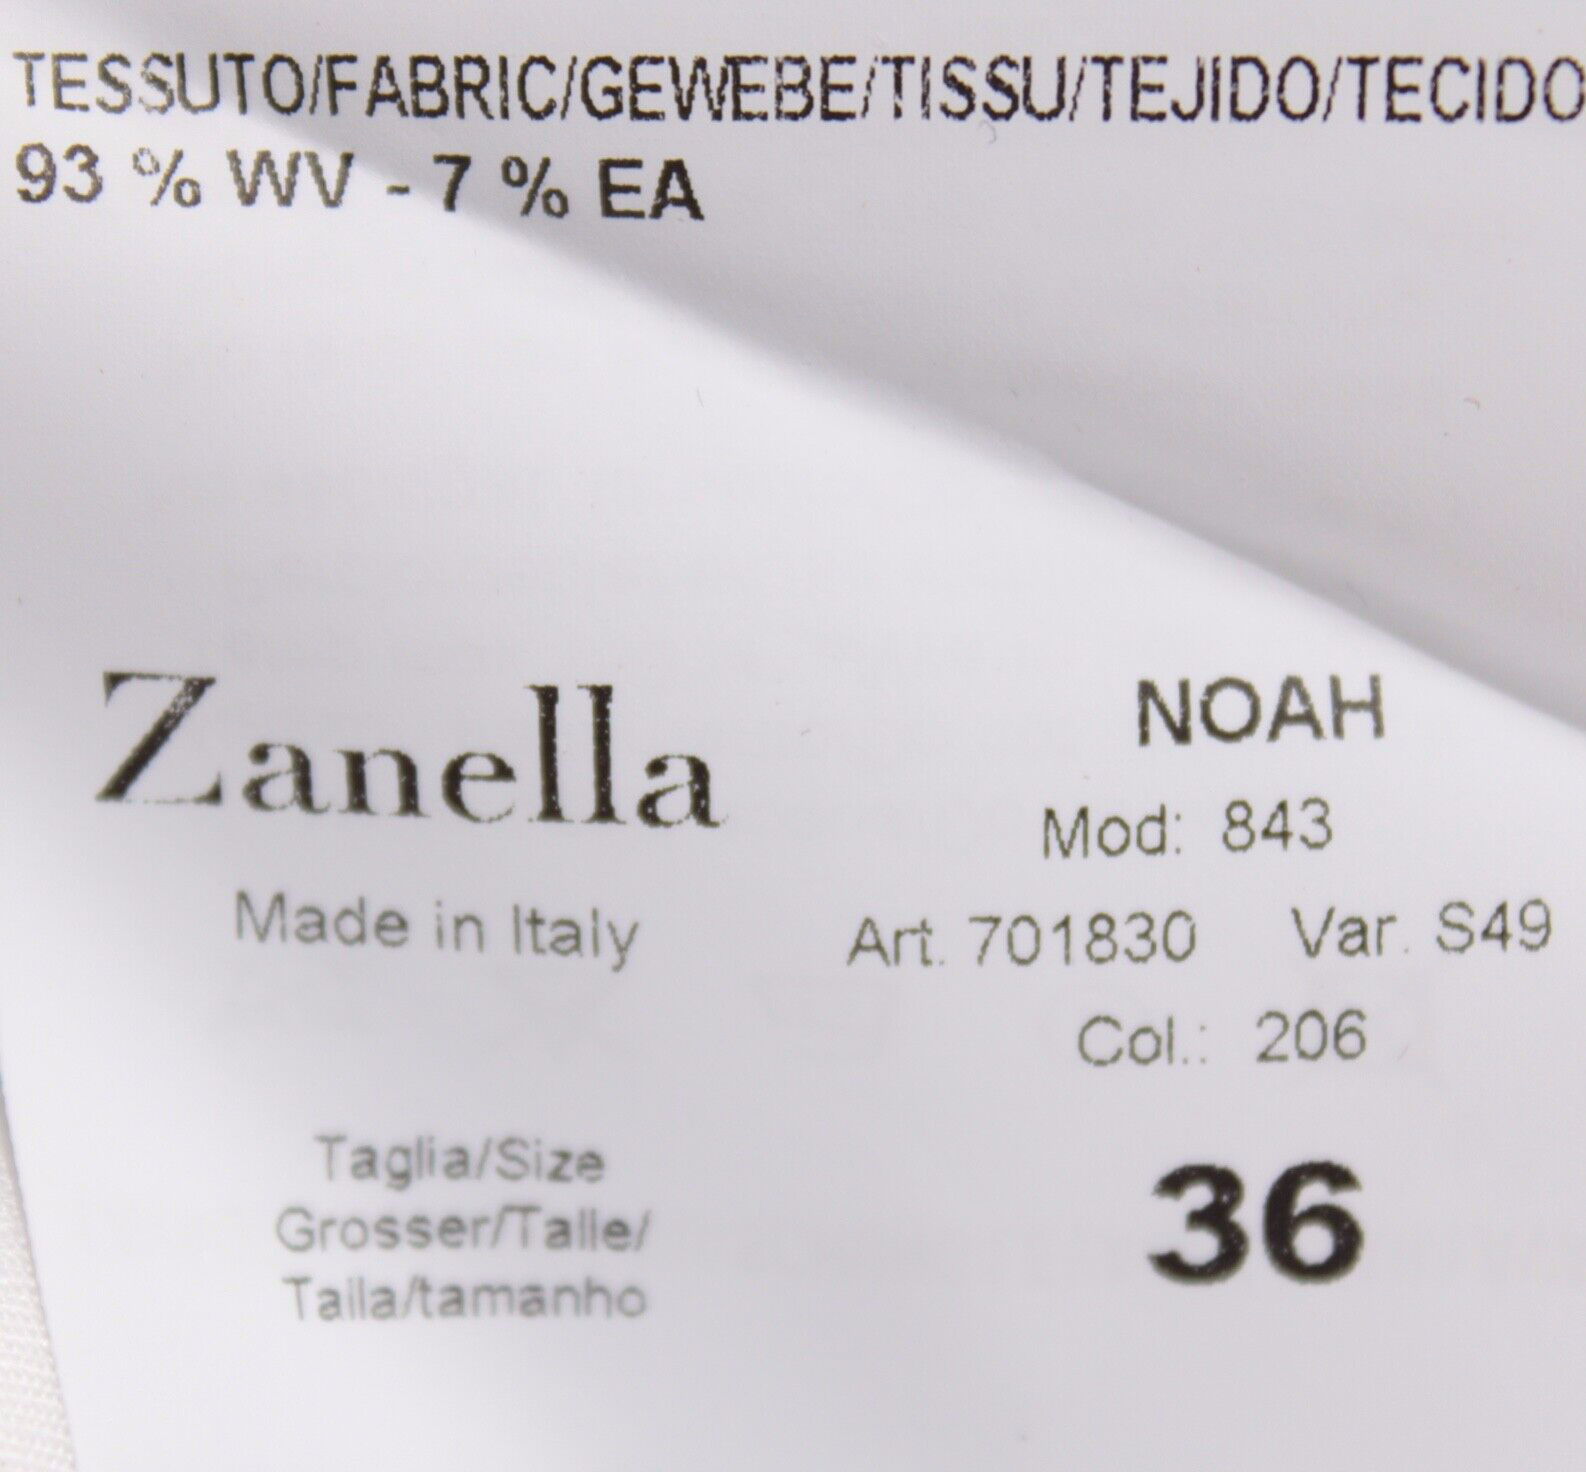 TESSUTO/FABRIC/GEWEBE/TISSU/TEJIDO/TECIDO
93 % WV - 7 % EA
Zanella
Made in Italy
NOAH
Mod: 843
Art. 701830 Var. S49
Col.: 206
Taglia/Size
Grosser/Talle/
Taila/tamanho
36